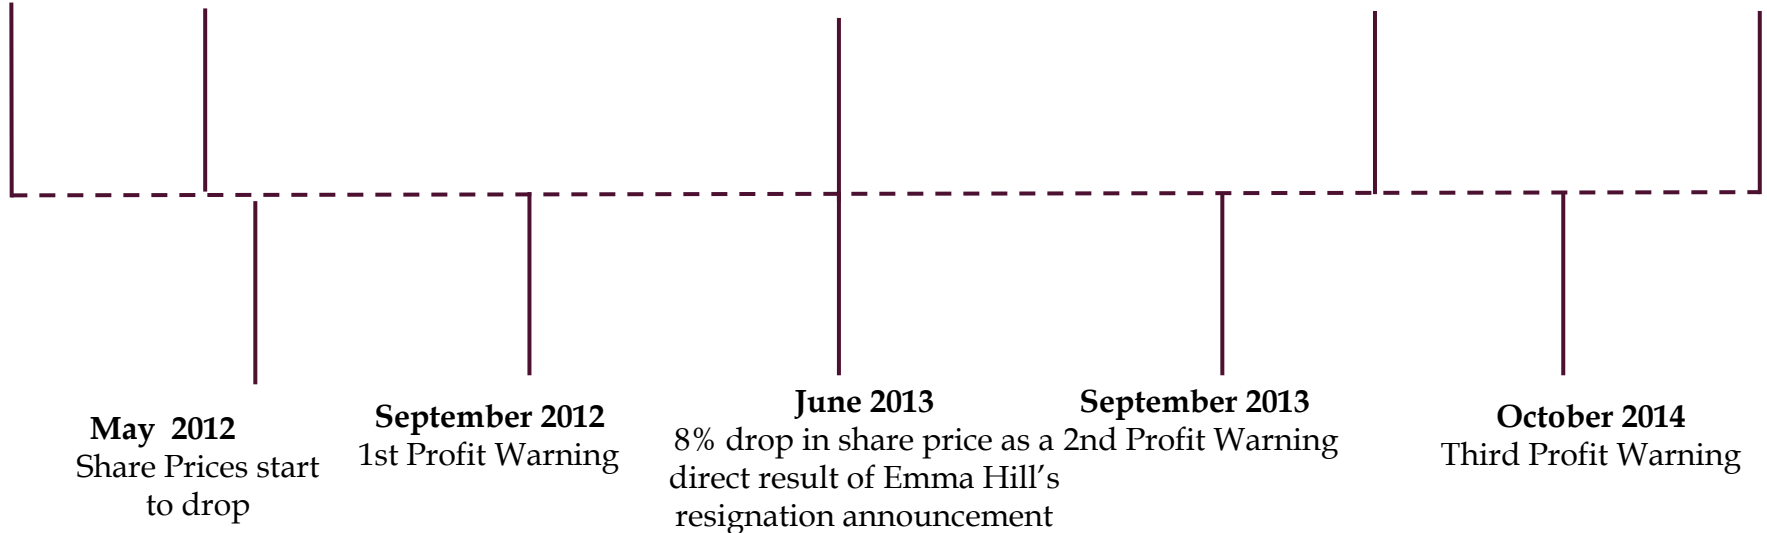 May 2012
Share Prices start
to drop
September 2012
1st Profit Warning
June 2013
8% drop in share price as a
direct result of Emma Hill’s
resignation announcement
September 2013
2nd Profit Warning
October 2014
Third Profit Warning